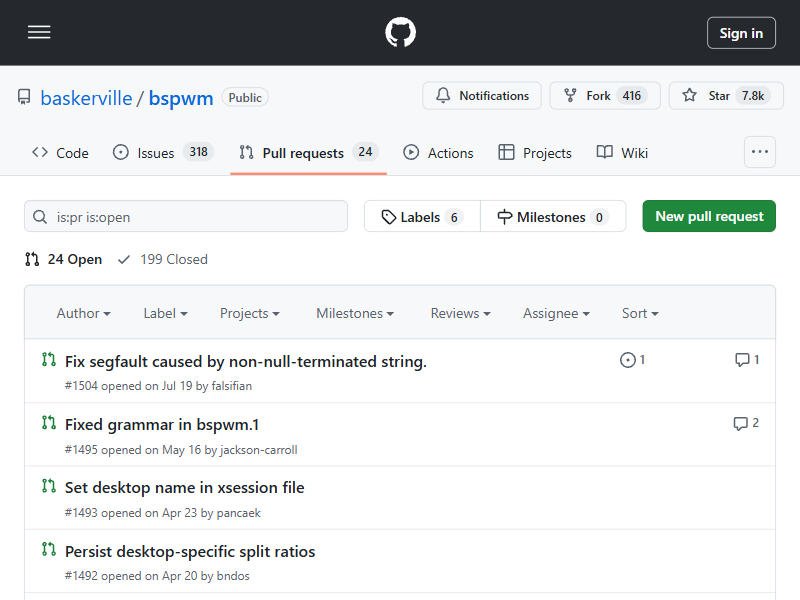 Sign in
baskerville / bspwm Public
Notifications Fork 416 Star 7.8k
Code Issues 318 Pull requests 24 Actions Projects Wiki ...
is:pr is:open Labels 6 Milestones 0 New pull request
24 Open 199 Closed
Author Label Projects Milestones Reviews Assignee Sort
Fix segfault caused by non-null-terminated string. 1 1
#1504 opened on Jul 19 by falsifian
Fixed grammar in bspwm.1 2
#1495 opened on May 16 by jackson-carroll
Set desktop name in xsession file
#1493 opened on Apr 23 by pancaek
Persist desktop-specific split ratios
#1492 opened on Apr 20 by bndos